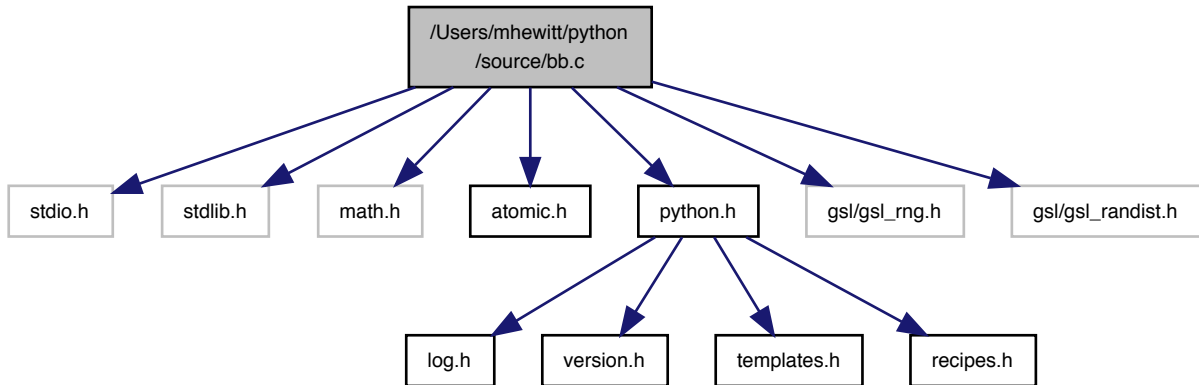 /Users/mhewitt/python
/source/bb.c
stdio.h
stdlib.h
math.h
atomic.h
python.h
gsl/gsl_rng.h
gsl/gsl_randist.h
log.h
version.h
templates.h
recipes.h